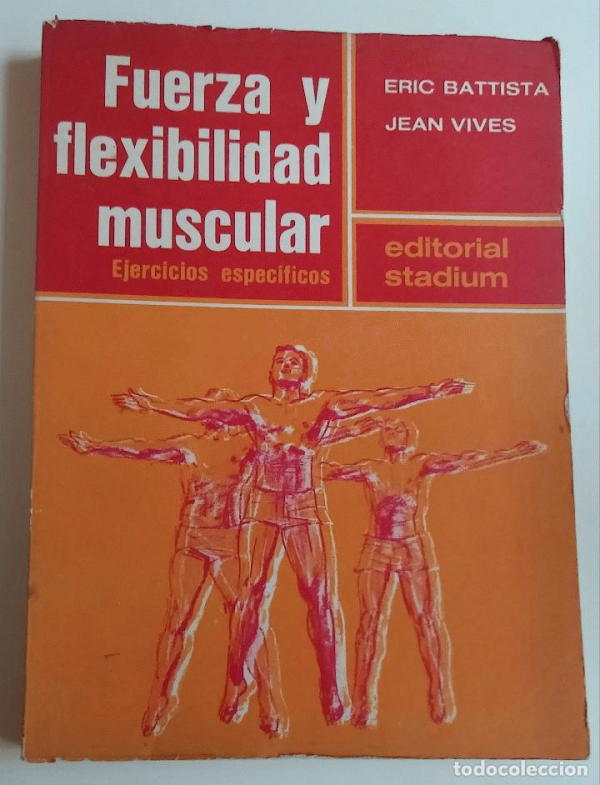 Fuerza y
flexibilidad
muscular
Ejercicios específicos
ERIC BATTISTA
JEAN VIVES
editorial
stadium
todocoleccion